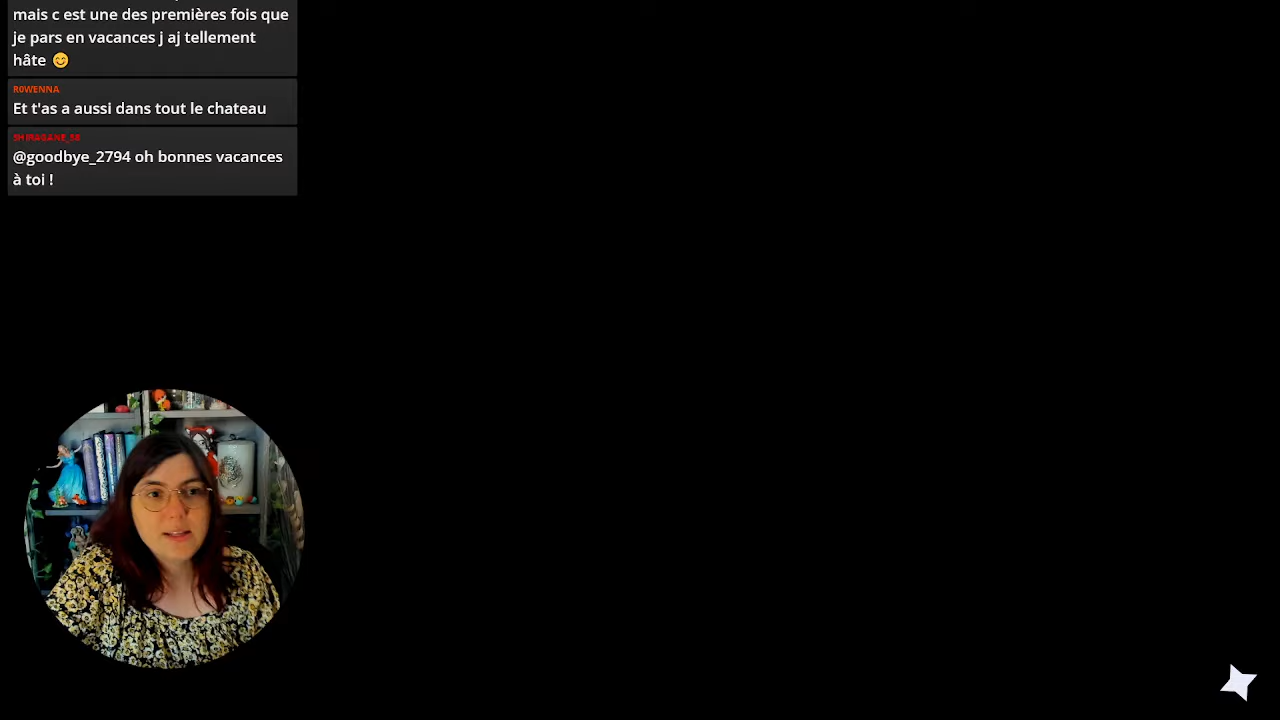 mais c est une des premières fois que
je pars en vacances j aj tellement
hâte 😊
R0WENNA
Et t'as a aussi dans tout le chateau
SHIRAGANE_58
@goodbye_2794 oh bonnes vacances
à toi !